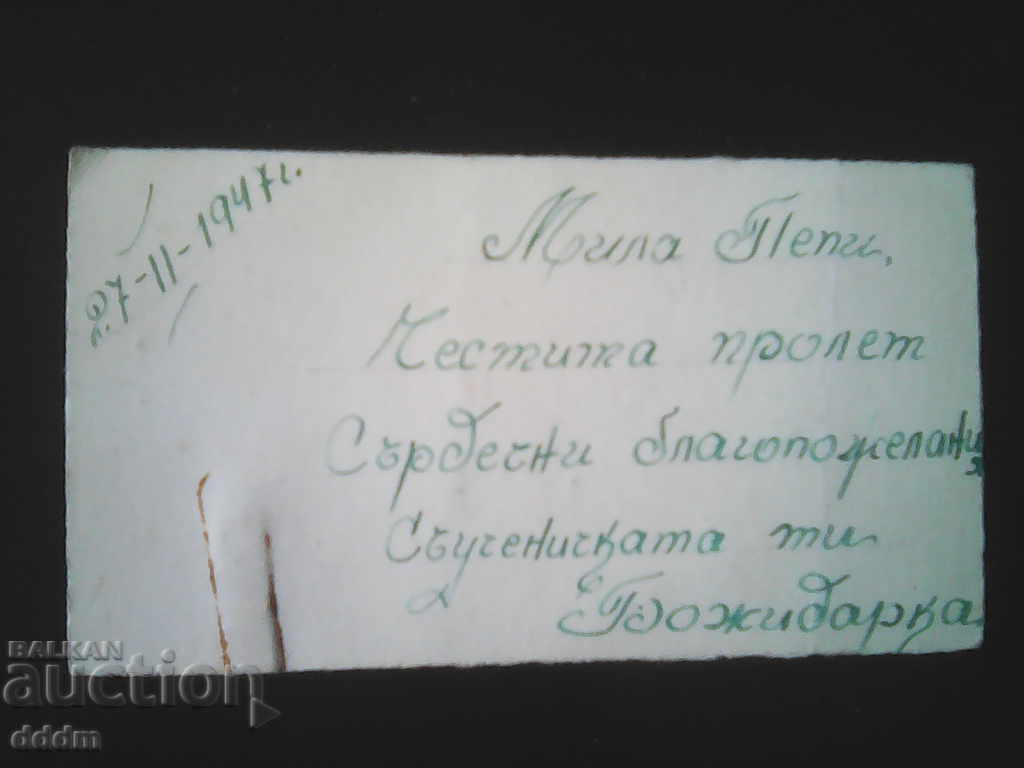 27-II-1947г.
Мила Пепи,
Честита пролет
Сърдечни благопожелания
Съученичката ти
Божидарка.
BALKAN
auction
dddm